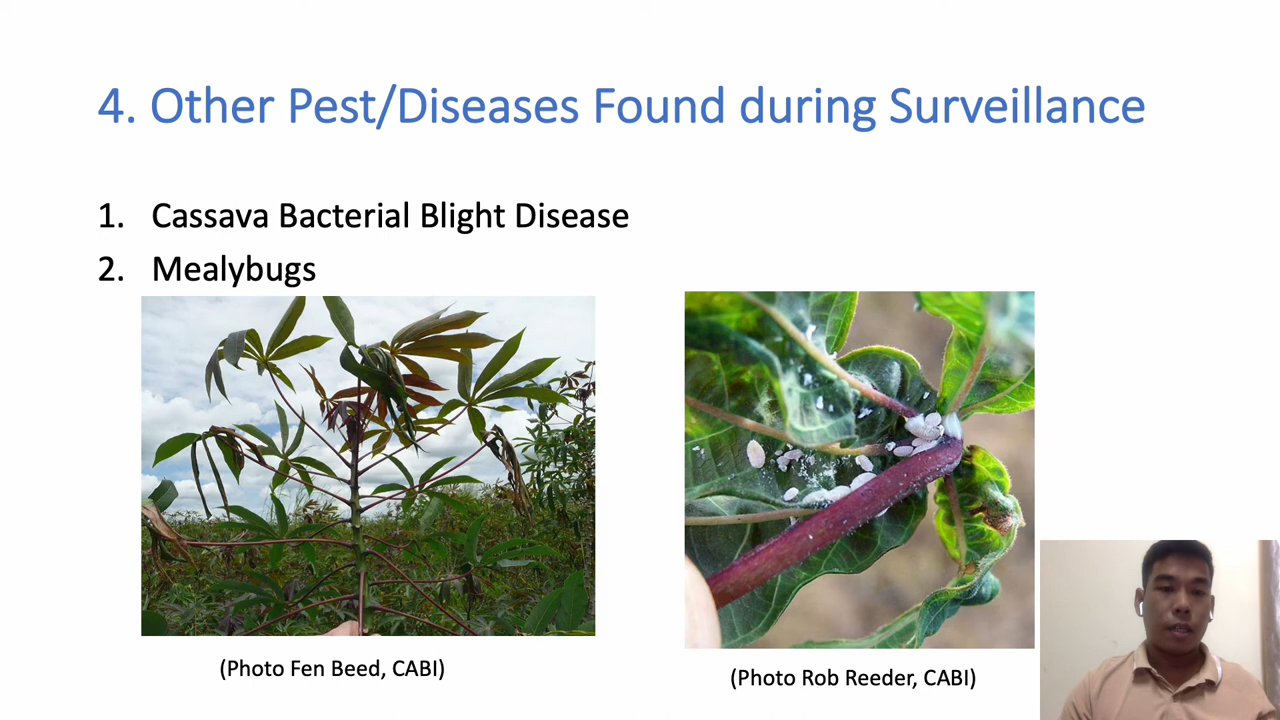 4. Other Pest/Diseases Found during Surveillance
1. Cassava Bacterial Blight Disease
2. Mealybugs
(Photo Fen Beed, CABI)
(Photo Rob Reeder, CABI)